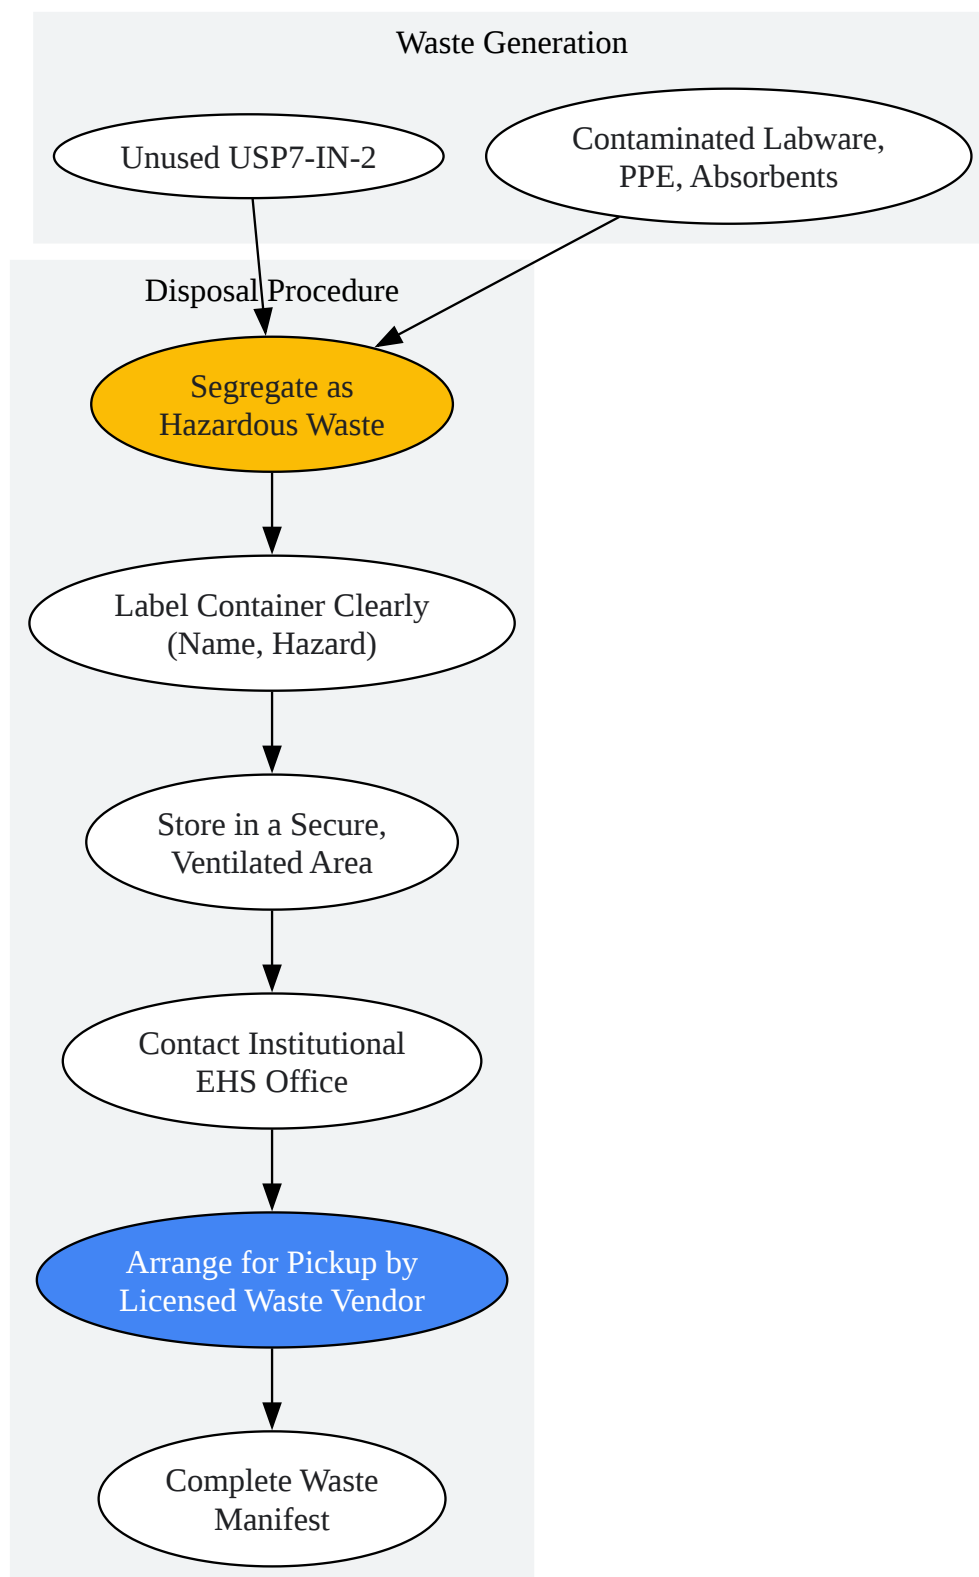 Waste Generation
Unused USP7-IN-2
Contaminated Labware,
PPE, Absorbents
Disposal Procedure
Segregate as
Hazardous Waste
Label Container Clearly
(Name, Hazard)
Store in a Secure,
Ventilated Area
Contact Institutional
EHS Office
Arrange for Pickup by
Licensed Waste Vendor
Complete Waste
Manifest